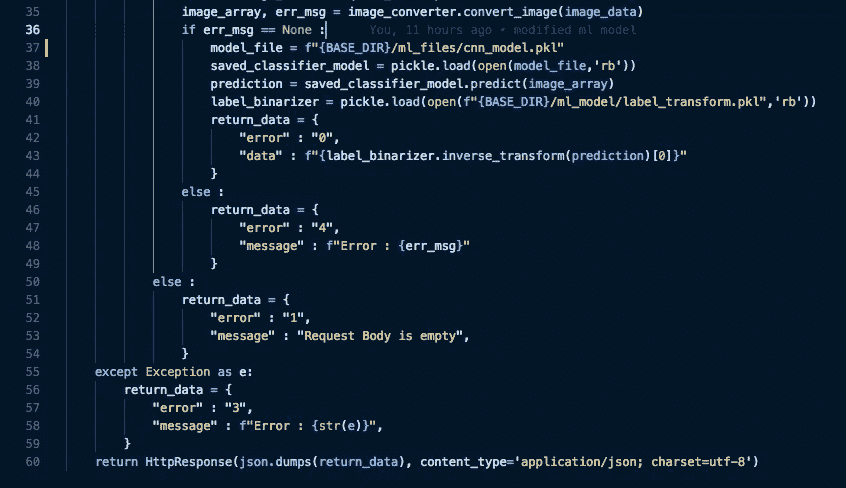 35 image_array, err_msg = image_converter.convert_image(image_data)
36 if err_msg == None : You, 11 hours ago • modified ml model
37 model_file = f"{BASE_DIR}/ml_files/cnn_model.pkl"
38 saved_classifier_model = pickle.load(open(model_file,'rb'))
39 prediction = saved_classifier_model.predict(image_array)
40 label_binarizer = pickle.load(open(f"{BASE_DIR}/ml_model/label_transform.pkl",'rb'))
41 return_data = {
42 "error" : "0",
43 "data" : f"{label_binarizer.inverse_transform(prediction)[0]}"
44 }
45 else :
46 return_data = {
47 "error" : "4",
48 "message" : f"Error : {err_msg}"
49 }
50 else :
51 return_data = {
52 "error" : "1",
53 "message" : "Request Body is empty",
54 }
55 except Exception as e:
56 return_data = {
57 "error" : "3",
58 "message" : f"Error : {str(e)}",
59 }
60 return HttpResponse(json.dumps(return_data), content_type='application/json; charset=utf-8')